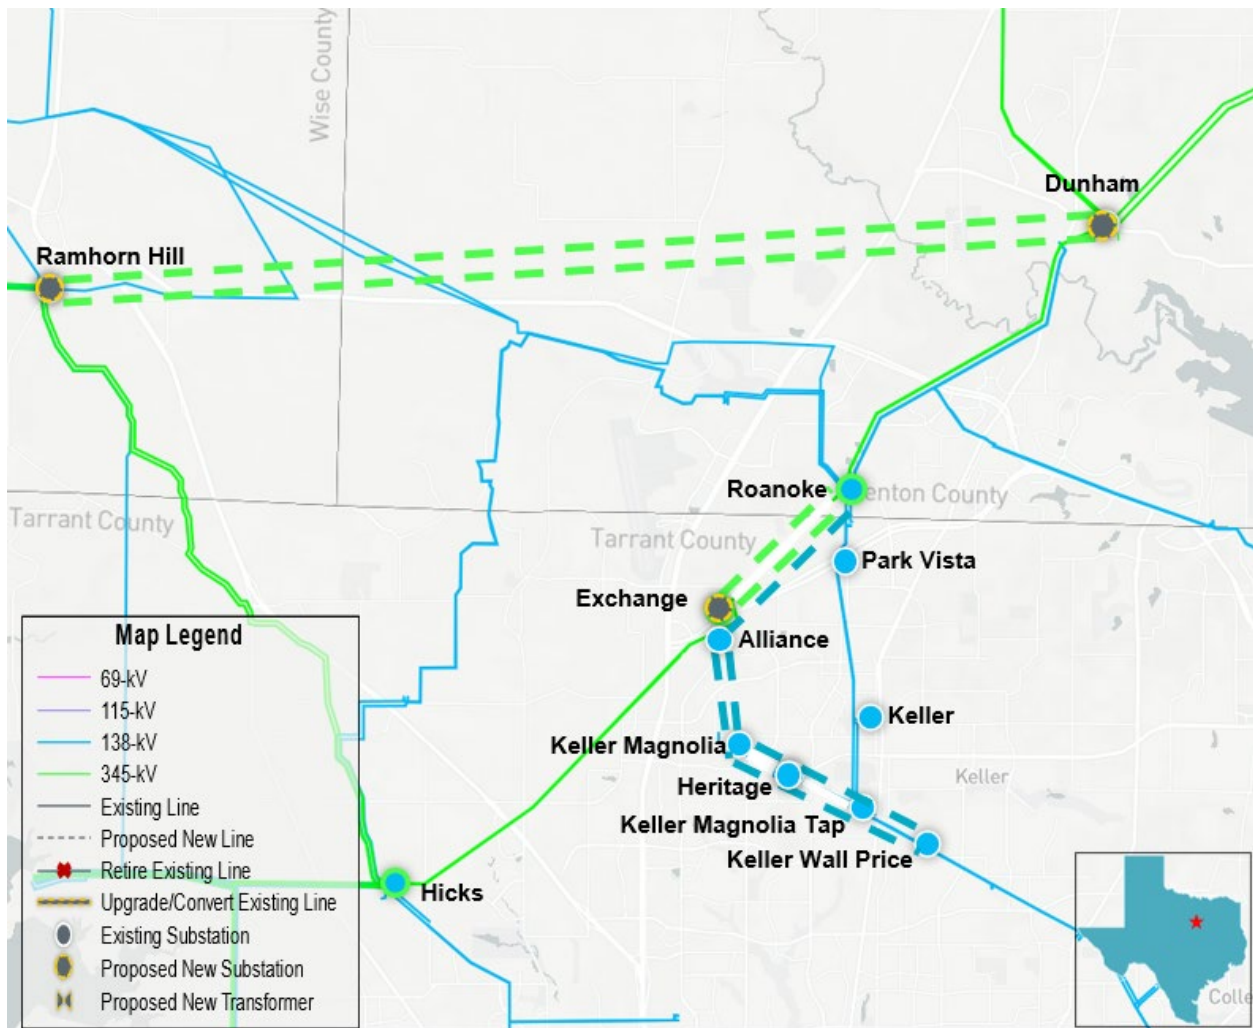 Wise County
Dunham
Ramhorn Hill
Roanoke
enton County
Tarrant County
Tarrant County
Park Vista
Exchange
Alliance
Map Legend
69-kV
115-kV
138-kV
345-kV
Existing Line
Proposed New Line
Retire Existing Line
Upgrade/Convert Existing Line
Existing Substation
Proposed New Substation
Proposed New Transformer
Keller
Keller Magnolia
Heritage
Keller
Keller Magnolia Tap
Keller Wall Price
Hicks
Colle